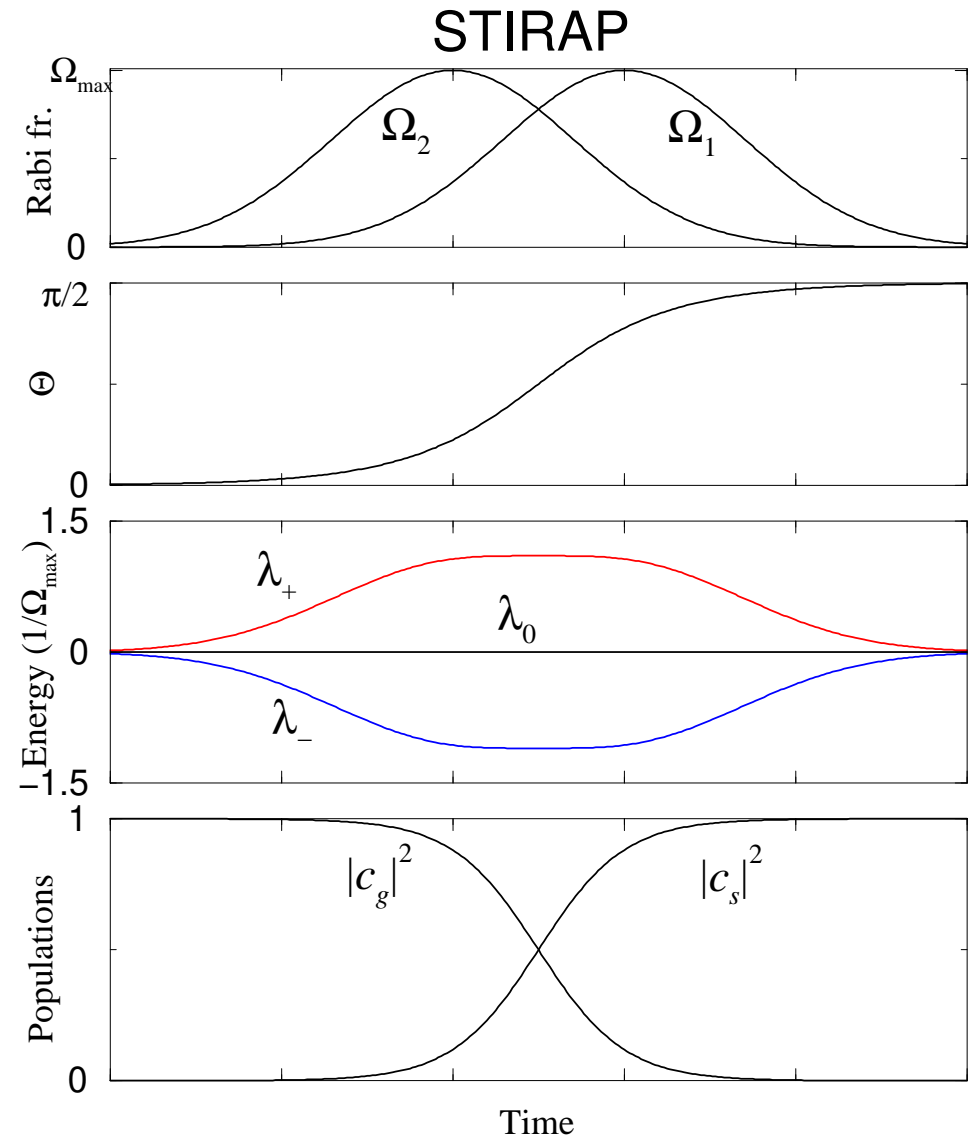 STIRAP
Ω_max
Rabi fr.
Ω_2
Ω_1
0
π/2
Θ
0
1.5
Energy (1/Ω_max)
λ_+
λ_0
0
λ_−
−1.5
1
Populations
|c_g|^2
|c_s|^2
0
Time